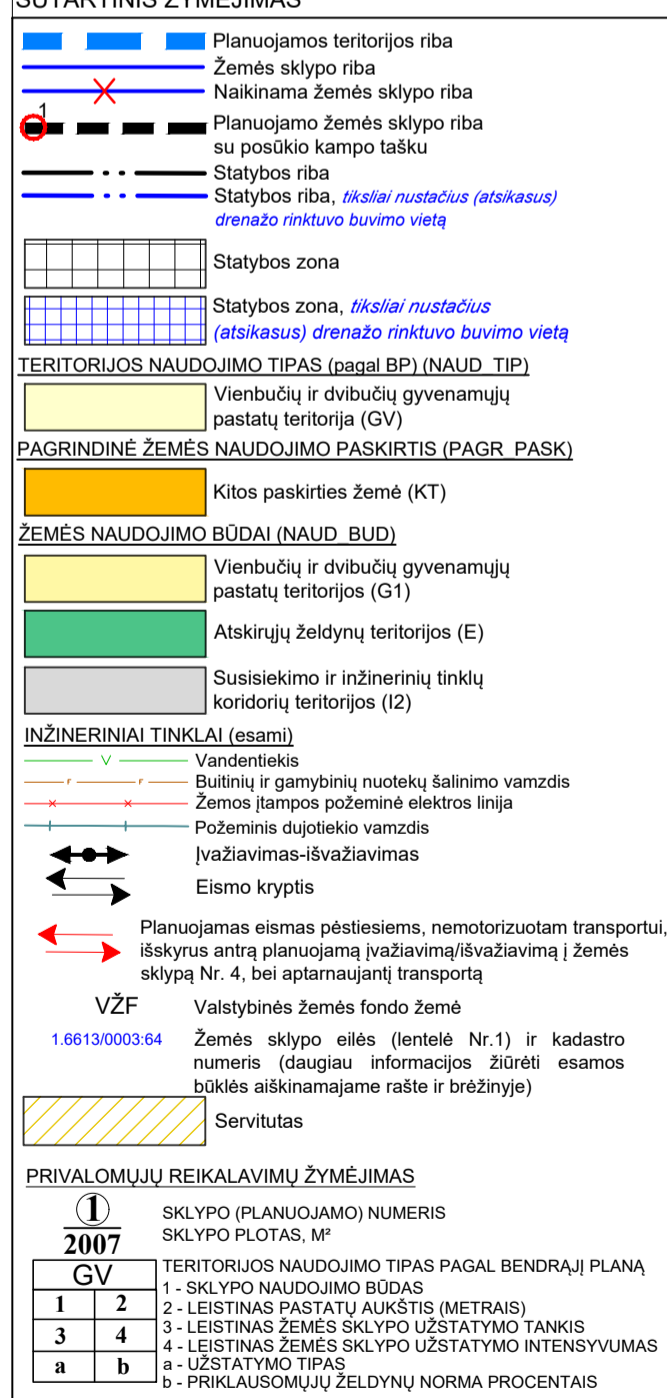 SUTARTINIS ŽYMĖJIMAS
Planuojamos teritorijos riba
Žemės sklypo riba
Naikinama žemės sklypo riba
1
Planuojamo žemės sklypo riba
su posūkio kampo tašku
Statybos riba
Statybos riba, tiksliai nustačius (atsikasus)
drenažo rinktuvo buvimo vietą
Statybos zona
Statybos zona, tiksliai nustačius
(atsikasus) drenažo rinktuvo buvimo vietą
TERITORIJOS NAUDOJIMO TIPAS (pagal BP) (NAUD_TIP)
Vienbučių ir dvibučių gyvenamųjų
pastatų teritorija (GV)
PAGRINDINĖ ŽEMĖS NAUDOJIMO PASKIRTIS (PAGR_PASK)
Kitos paskirties žemė (KT)
ŽEMĖS NAUDOJIMO BŪDAI (NAUD_BUD)
Vienbučių ir dvibučių gyvenamųjų
pastatų teritorijos (G1)
Atskirųjų želdynų teritorijos (E)
Susisiekimo ir inžinerinių tinklų
koridorių teritorijos (I2)
INŽINERINIAI TINKLAI (esami)
V Vandentiekis
F F Buitinių ir gamybinių nuotekų šalinimo vamzdis
Žemos įtampos požeminė elektros linija
Požeminis dujotiekio vamzdis
Įvažiavimas-išvažiavimas
Eismo kryptis
Planuojamas eismas pėstiesiems, nemotorizuotam transportui,
išskyrus antrą planuojamą įvažiavimą/išvažiavimą į žemės
sklypą Nr. 4, bei aptarnaujantį transportą
VŽF Valstybinės žemės fondo žemė
1.6613/0003:64 Žemės sklypo eilės (lentelė Nr.1) ir kadastro
numeris (daugiau informacijos žiūrėti esamos
būklės aiškinamajame rašte ir brėžinyje)
Servitutas
PRIVALOMŲJŲ REIKALAVIMŲ ŽYMĖJIMAS
1 SKLYPO (PLANUOJAMO) NUMERIS
2007 SKLYPO PLOTAS, M²
GV TERITORIJOS NAUDOJIMO TIPAS PAGAL BENDRĄJĮ PLANĄ
1 2
3 4
a b
1 - SKLYPO NAUDOJIMO BŪDAS
2 - LEISTINAS PASTATŲ AUKŠTIS (METRAIS)
3 - LEISTINAS ŽEMĖS SKLYPO UŽSTATYMO TANKIS
4 - LEISTINAS ŽEMĖS SKLYPO UŽSTATYMO INTENSYVUMAS
a - UŽSTATYMO TIPAS
b - PRIKLAUSOMŲJŲ ŽELDYNŲ NORMA PROCENTAIS